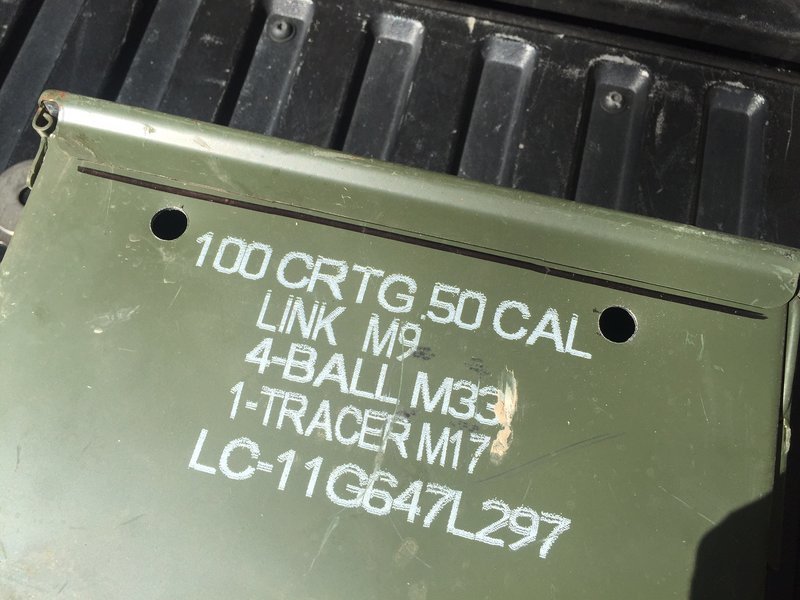 100 CRTG .50 CAL
LINK M9
4-BALL M33
1-TRACER M17
LC-11G647L297